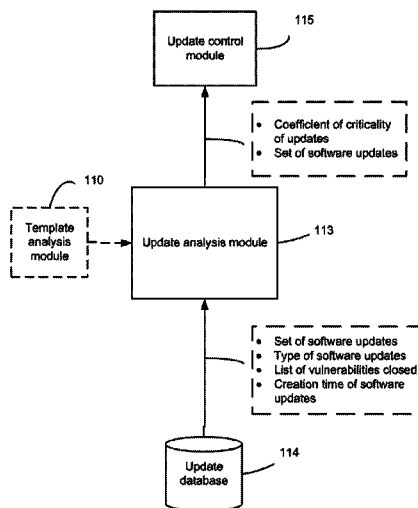 115
Update control
module
• Coefficient of criticality
of updates
• Set of software updates
110
Template
analysis
module
Update analysis module
113
• Set of software updates
• Type of software updates
• List of vulnerabilities closed
• Creation time of software
updates
Update
database
114